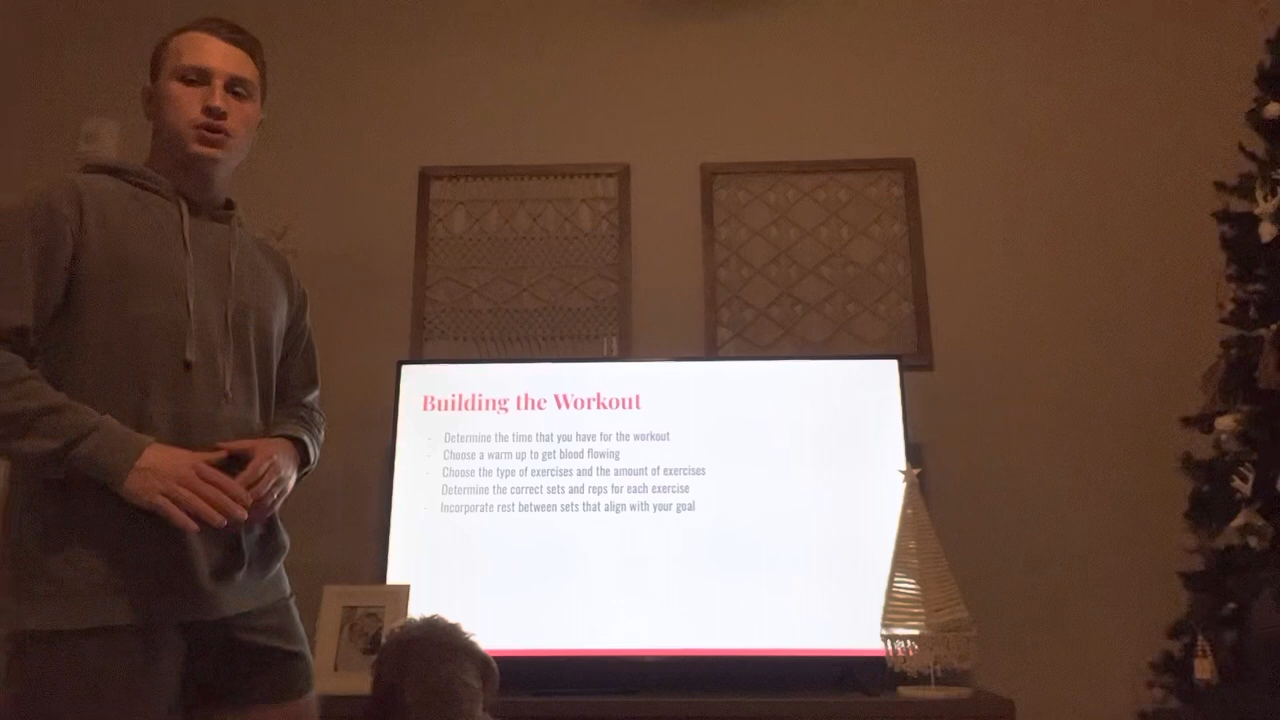 Building the Workout
- Determine the time that you have for the workout
- Choose a warm up to get blood flowing
- Choose the type of exercises and the amount of exercises
Determine the correct sets and reps for each exercise
- Incorporate rest between sets that align with your goal